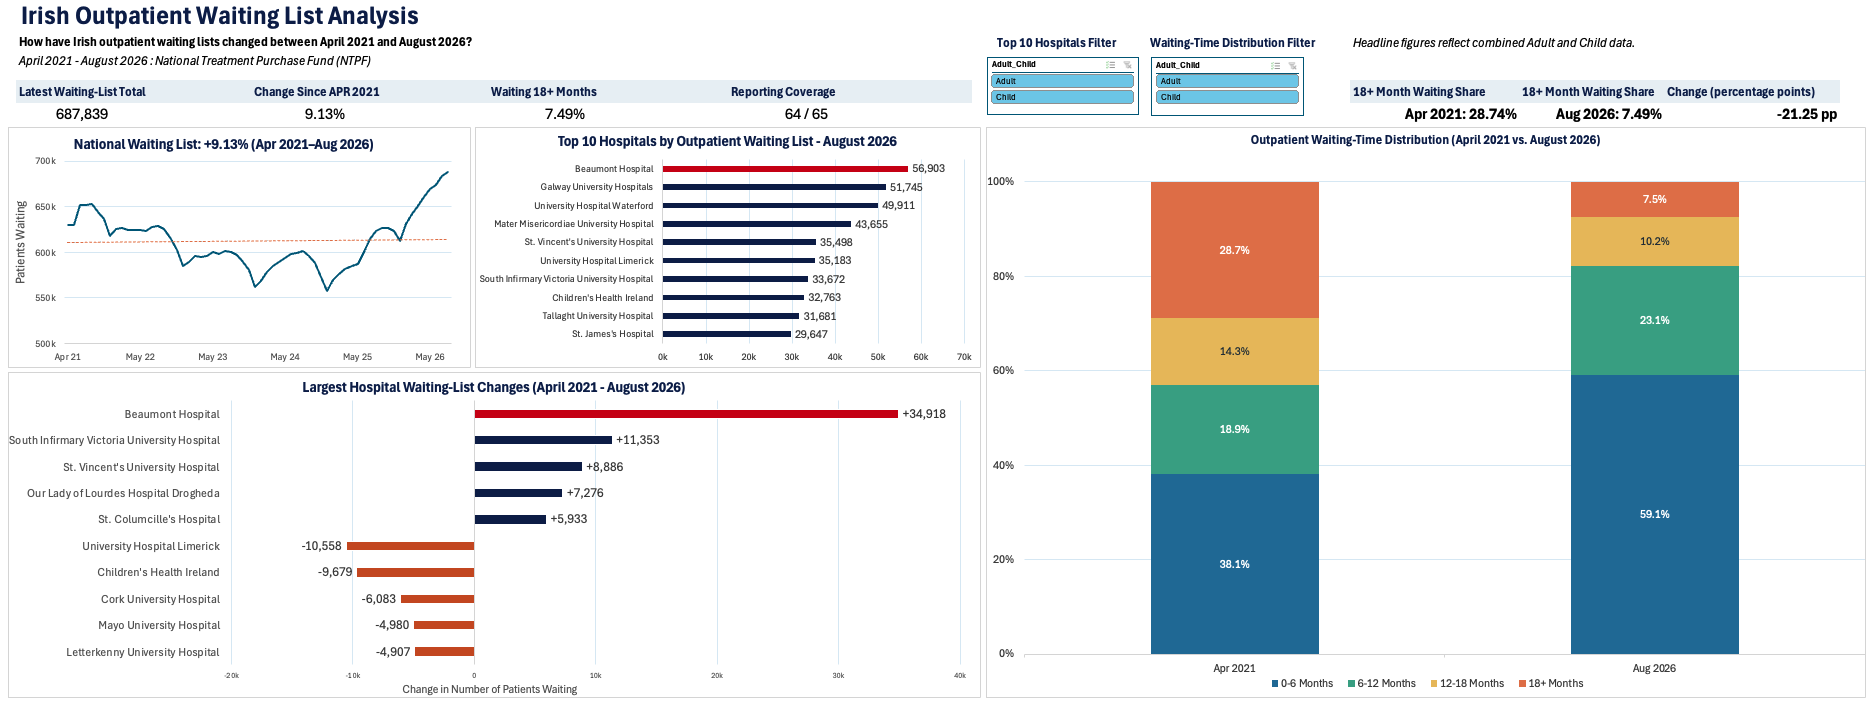 Irish Outpatient Waiting List Analysis
How have Irish outpatient waiting lists changed between April 2021 and August 2026?
April 2021 - August 2026 : National Treatment Purchase Fund (NTPF)
Top 10 Hospitals Filter
Waiting-Time Distribution Filter
Headline figures reflect combined Adult and Child data.
Adult_Child
Adult
Child
Adult_Child
Adult
Child
Latest Waiting-List Total
Change Since APR 2021
Waiting 18+ Months
Reporting Coverage
687,839
9.13%
7.49%
64 / 65
18+ Month Waiting Share
18+ Month Waiting Share
Change (percentage points)
Apr 2021: 28.74%
Aug 2026: 7.49%
-21.25 pp
National Waiting List: +9.13% (Apr 2021–Aug 2026)
Patients Waiting
700k
650k
600k
550k
500k
Apr 21
May 22
May 23
May 24
May 25
May 26
Top 10 Hospitals by Outpatient Waiting List - August 2026
Beaumont Hospital 56,903
Galway University Hospitals 51,745
University Hospital Waterford 49,911
Mater Misericordiae University Hospital 43,655
St. Vincent's University Hospital 35,498
University Hospital Limerick 35,183
South Infirmary Victoria University Hospital 33,672
Children's Health Ireland 32,763
Tallaght University Hospital 31,681
St. James's Hospital 29,647
0k 10k 20k 30k 40k 50k 60k 70k
Largest Hospital Waiting-List Changes (April 2021 - August 2026)
Beaumont Hospital +34,918
South Infirmary Victoria University Hospital +11,353
St. Vincent's University Hospital +8,886
Our Lady of Lourdes Hospital Drogheda +7,276
St. Columcille's Hospital +5,933
University Hospital Limerick -10,558
Children's Health Ireland -9,679
Cork University Hospital -6,083
Mayo University Hospital -4,980
Letterkenny University Hospital -4,907
-20k -10k 0 10k 20k 30k 40k
Change in Number of Patients Waiting
Outpatient Waiting-Time Distribution (April 2021 vs. August 2026)
100%
80%
60%
40%
20%
0%
28.7%
14.3%
18.9%
38.1%
7.5%
10.2%
23.1%
59.1%
Apr 2021
Aug 2026
0-6 Months
6-12 Months
12-18 Months
18+ Months